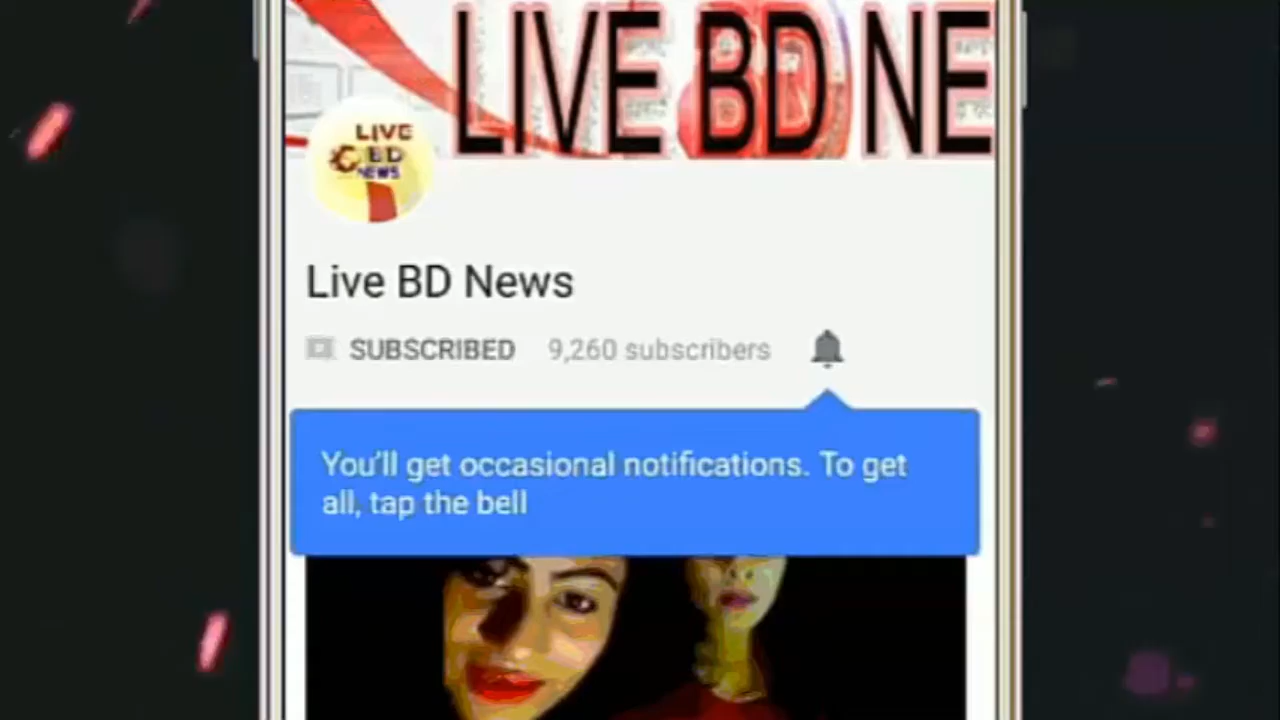 LIVE BD NE
LIVE
BD
NEWS
Live BD News
SUBSCRIBED 9,260 subscribers
You'll get occasional notifications. To get
all, tap the bell